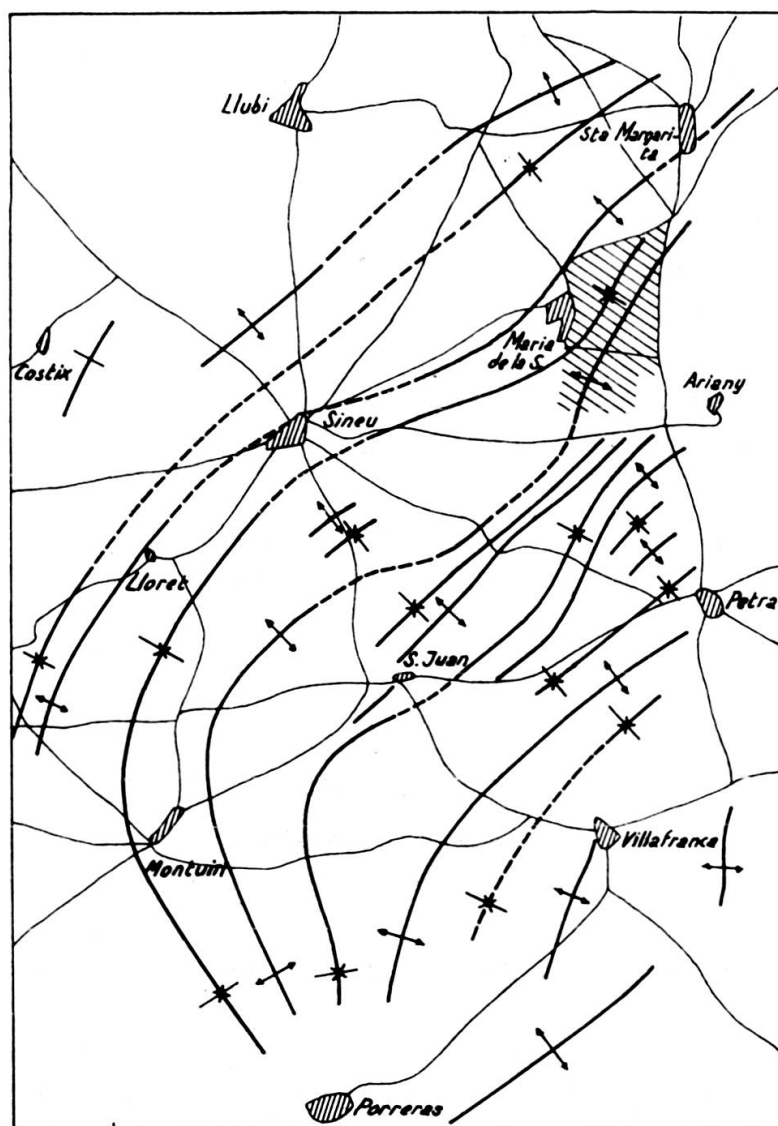 Llubi
Sta Margari-
ta
Maria
de la S.
Costix
Ariany
Sineu
Lloret
Petra
S. Juan
Montuiri
Villafranca
Porreras